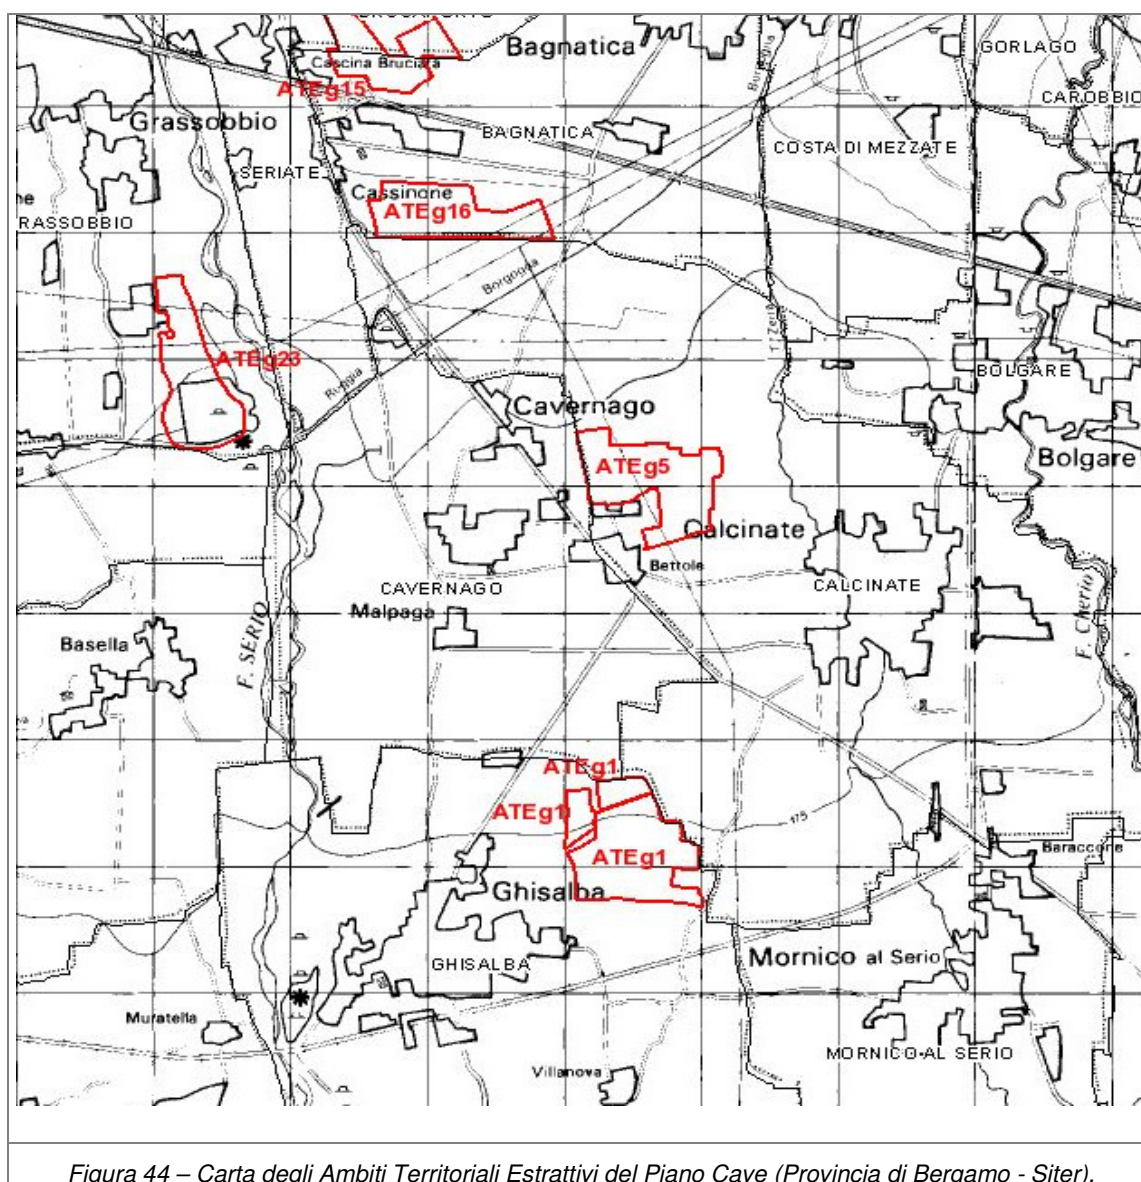 Bagnatica
GORLAGO
Cascina Bruciata
ATEg15
CAROBBIO
Grassobbio
BAGNATICA
COSTA DI MEZZATE
SERIATE
Cassinone
ATEg16
RASSOBBIO
Borgogna
ATEg23
BOLGARE
Ruggia
Cavernago
Bolgare
ATEg5
Calcinate
Bettole
CAVERNAGO
CALCINATE
Malpaga
F. SERIO
F. Cherio
Basella
ATEg1
ATEg1
175
ATEg1
Baraccone
Ghisalba
Mornico al Serio
GHISALBA
Muratella
MORNICO AL SERIO
Villanova
Figura 44 – Carta degli Ambiti Territoriali Estrattivi del Piano Cave (Provincia di Bergamo - Siter).